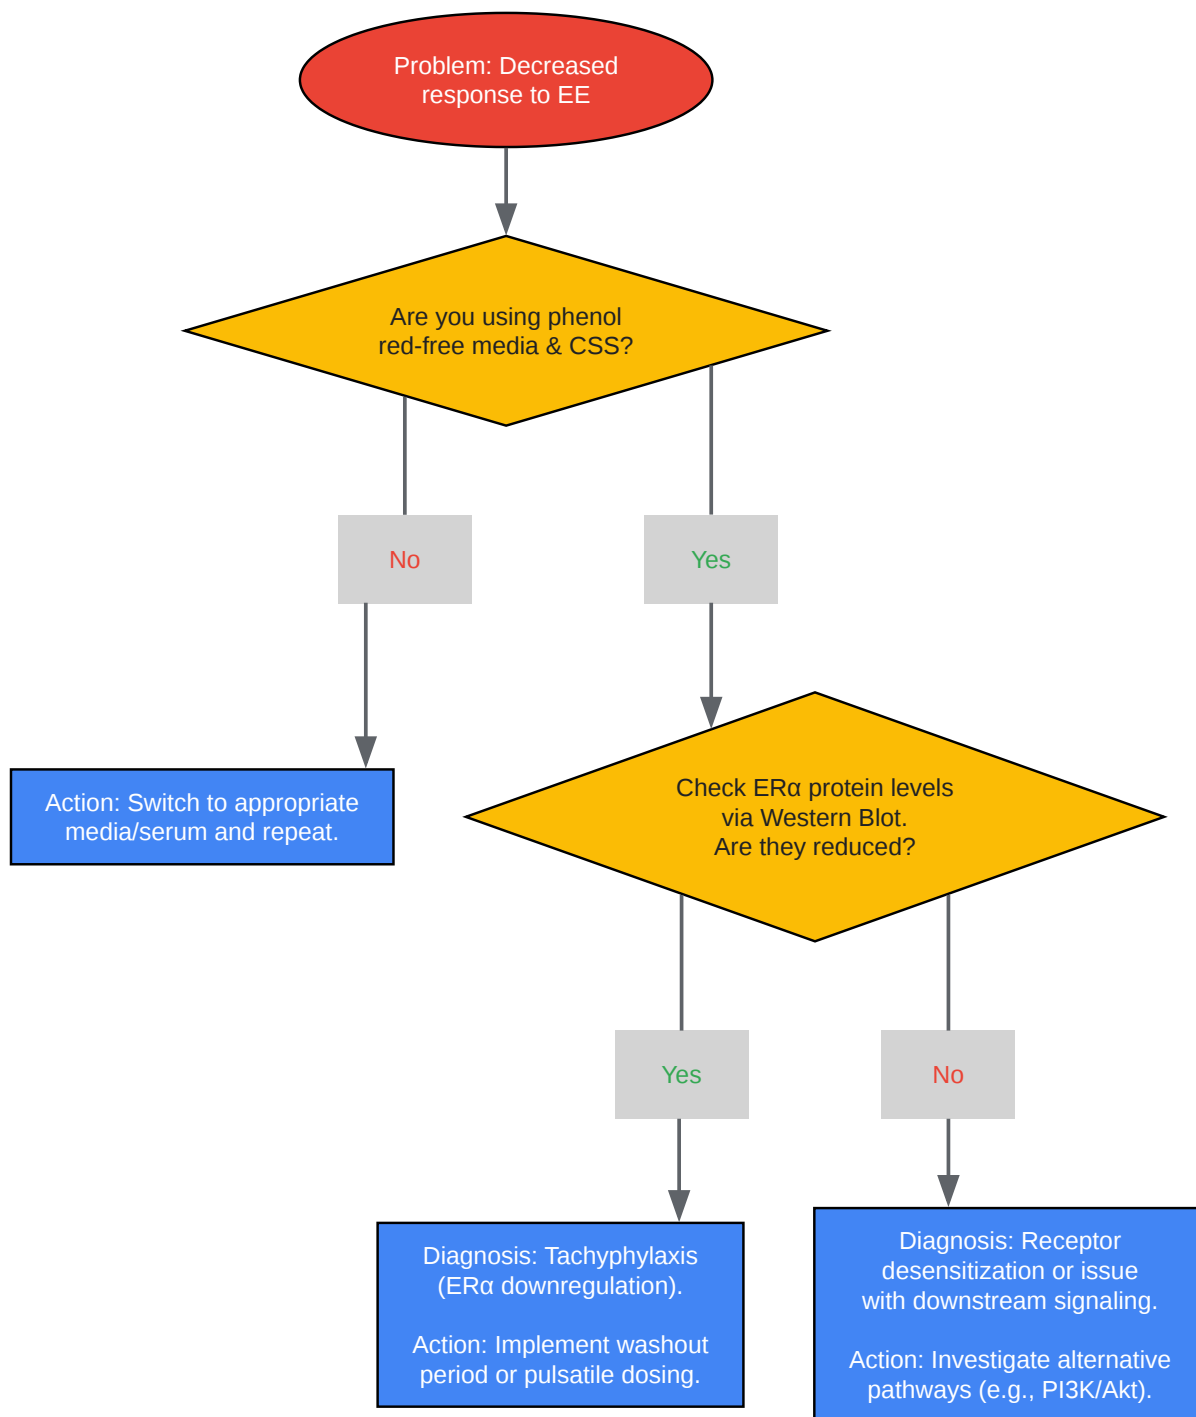 Problem: Decreased
response to EE
Are you using phenol
red-free media & CSS?
No
Yes
Action: Switch to appropriate
media/serum and repeat.
Check ERα protein levels
via Western Blot.
Are they reduced?
Yes
No
Diagnosis: Tachyphylaxis
(ERα downregulation).
Action: Implement washout
period or pulsatile dosing.
Diagnosis: Receptor
desensitization or issue
with downstream signaling.
Action: Investigate alternative
pathways (e.g., PI3K/Akt).